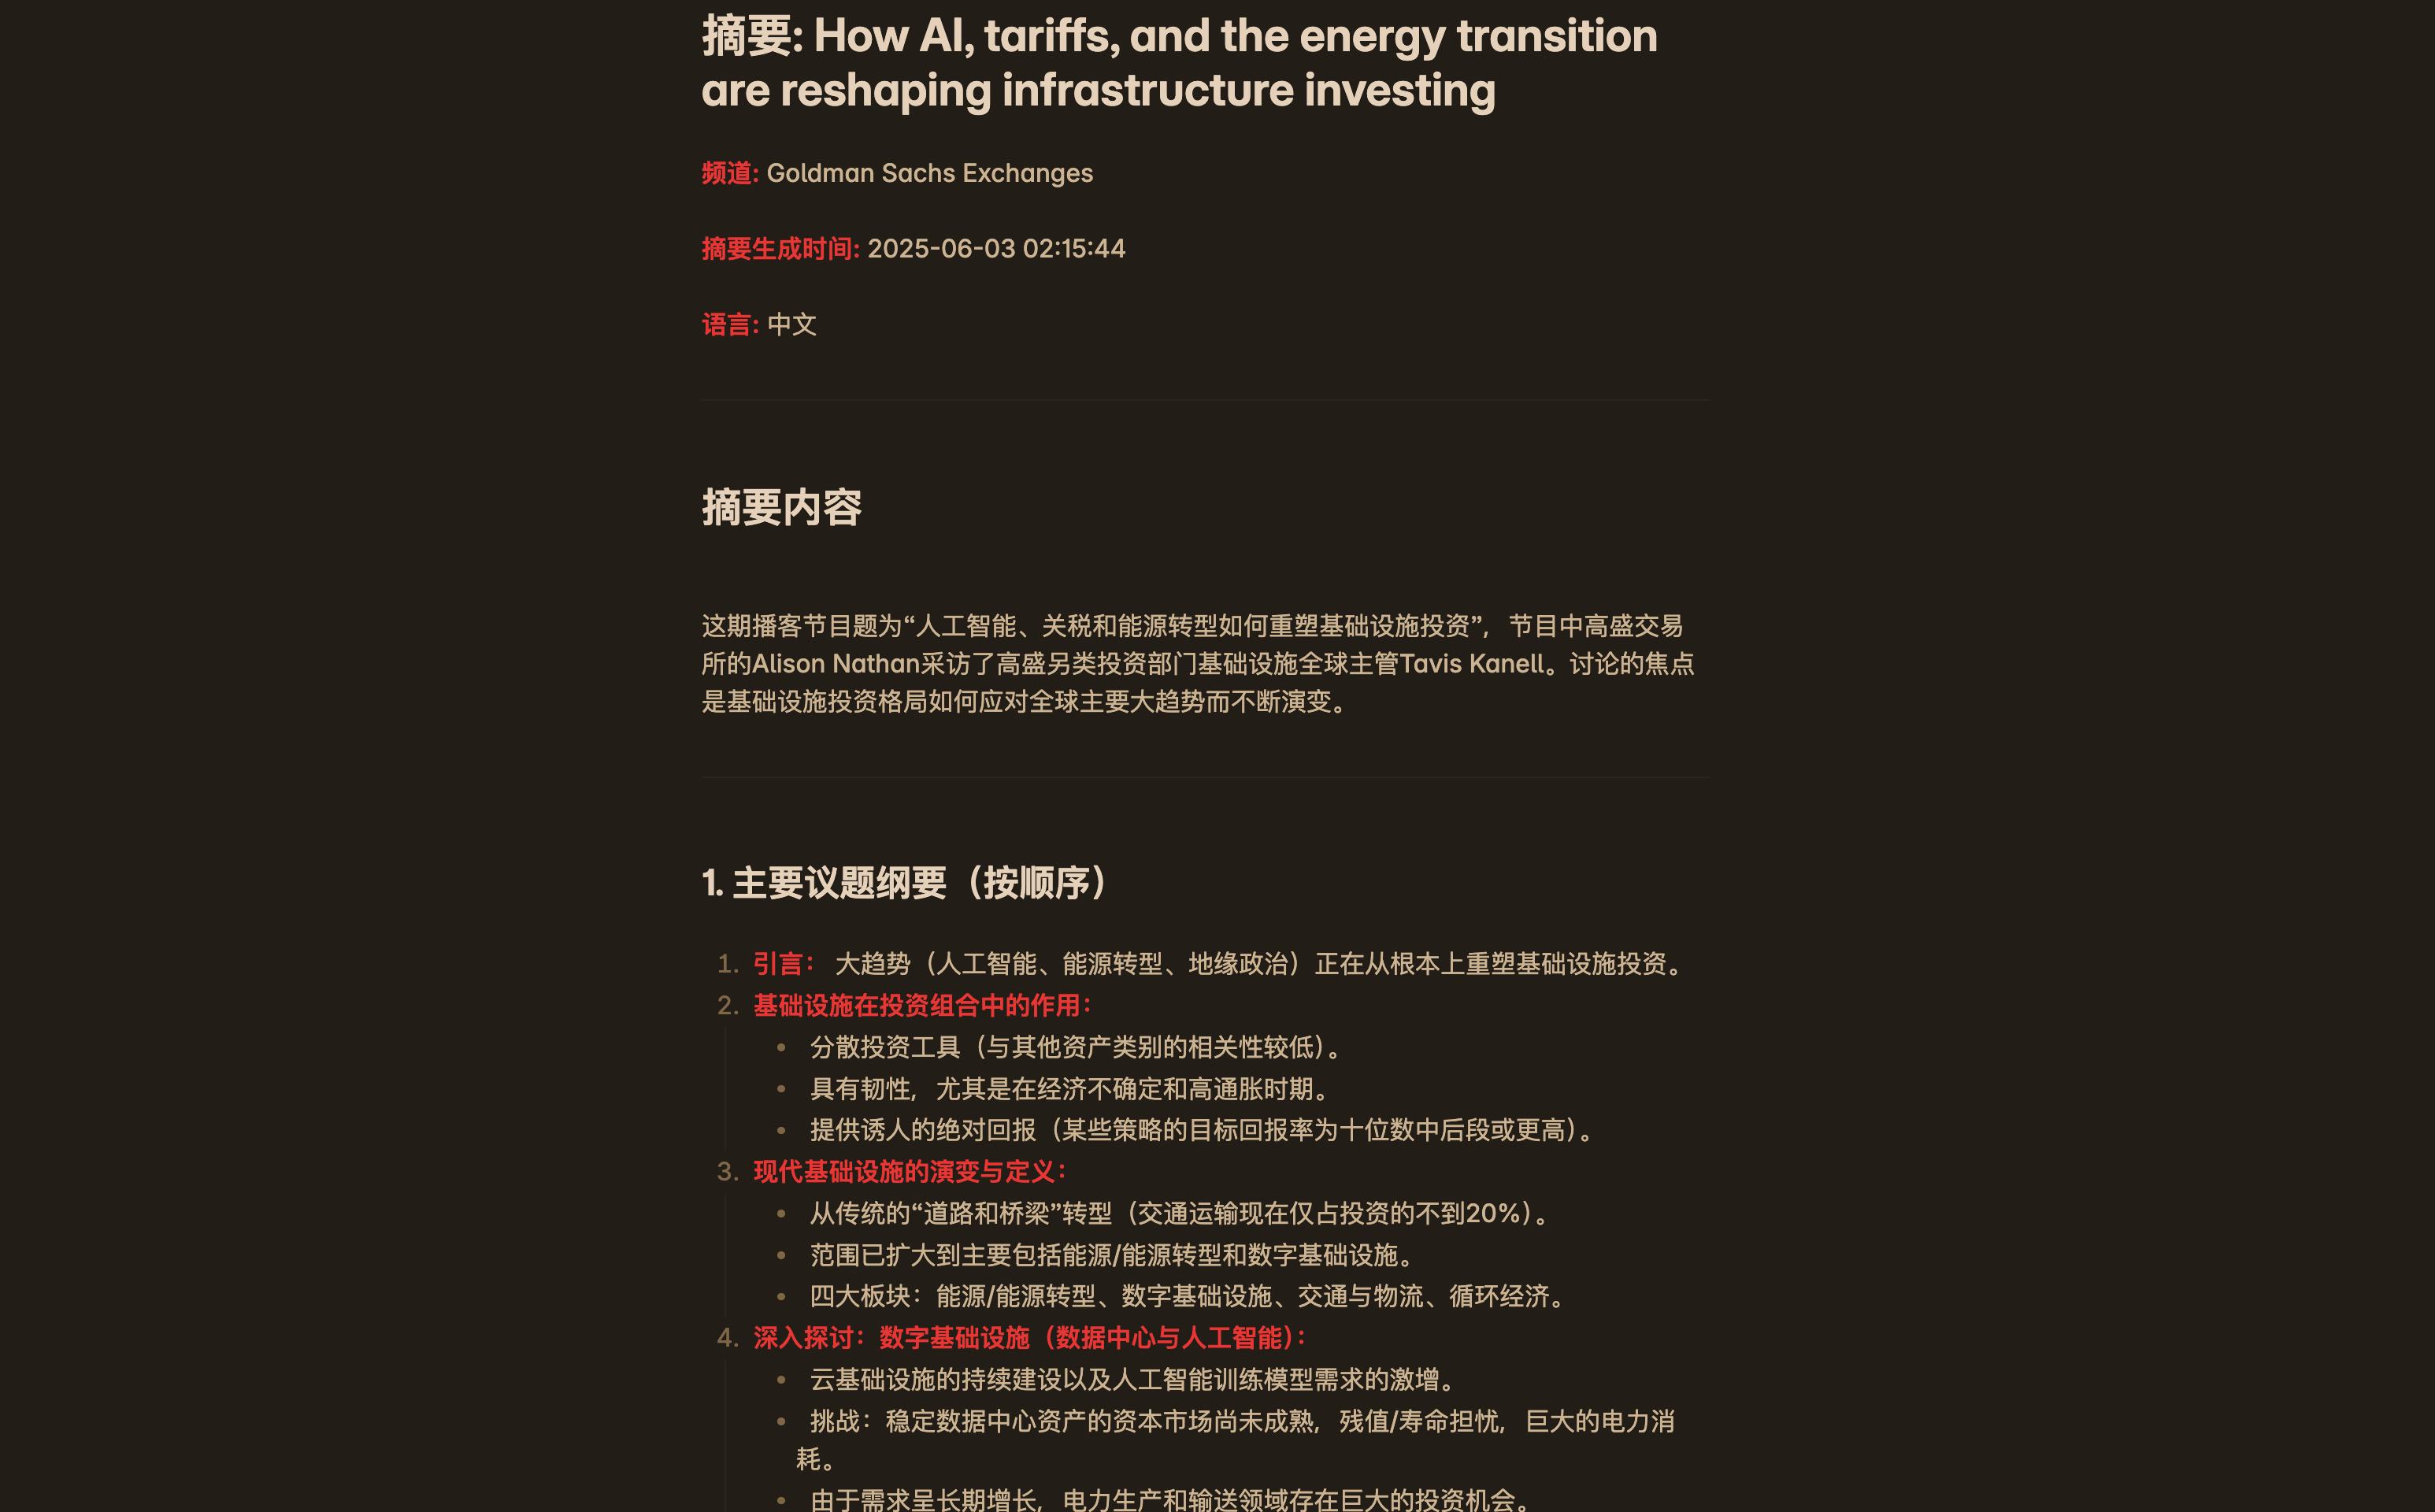 摘要: How AI, tariffs, and the energy transition
are reshaping infrastructure investing
频道: Goldman Sachs Exchanges
摘要生成时间: 2025-06-03 02:15:44
语言: 中文
摘要内容
这期播客节目题为“人工智能、关税和能源转型如何重塑基础设施投资”，节目中高盛交易
所的Alison Nathan采访了高盛另类投资部门基础设施全球主管Tavis Kanell。讨论的焦点
是基础设施投资格局如何应对全球主要大趋势而不断演变。
1. 主要议题纲要（按顺序）
1. 引言： 大趋势（人工智能、能源转型、地缘政治）正在从根本上重塑基础设施投资。
2. 基础设施在投资组合中的作用：
• 分散投资工具（与其他资产类别的相关性较低）。
• 具有韧性，尤其是在经济不确定和高通胀时期。
• 提供诱人的绝对回报（某些策略的目标回报率为十位数中后段或更高）。
3. 现代基础设施的演变与定义：
• 从传统的“道路和桥梁”转型（交通运输现在仅占投资的不到20%）。
• 范围已扩大到主要包括能源/能源转型和数字基础设施。
• 四大板块：能源/能源转型、数字基础设施、交通与物流、循环经济。
4. 深入探讨：数字基础设施（数据中心与人工智能）：
• 云基础设施的持续建设以及人工智能训练模型需求的激增。
• 挑战：稳定数据中心资产的资本市场尚未成熟，残值/寿命担忧，巨大的电力消
耗。
• 由于需求呈长期增长，电力生产和输送领域存在巨大的投资机会。